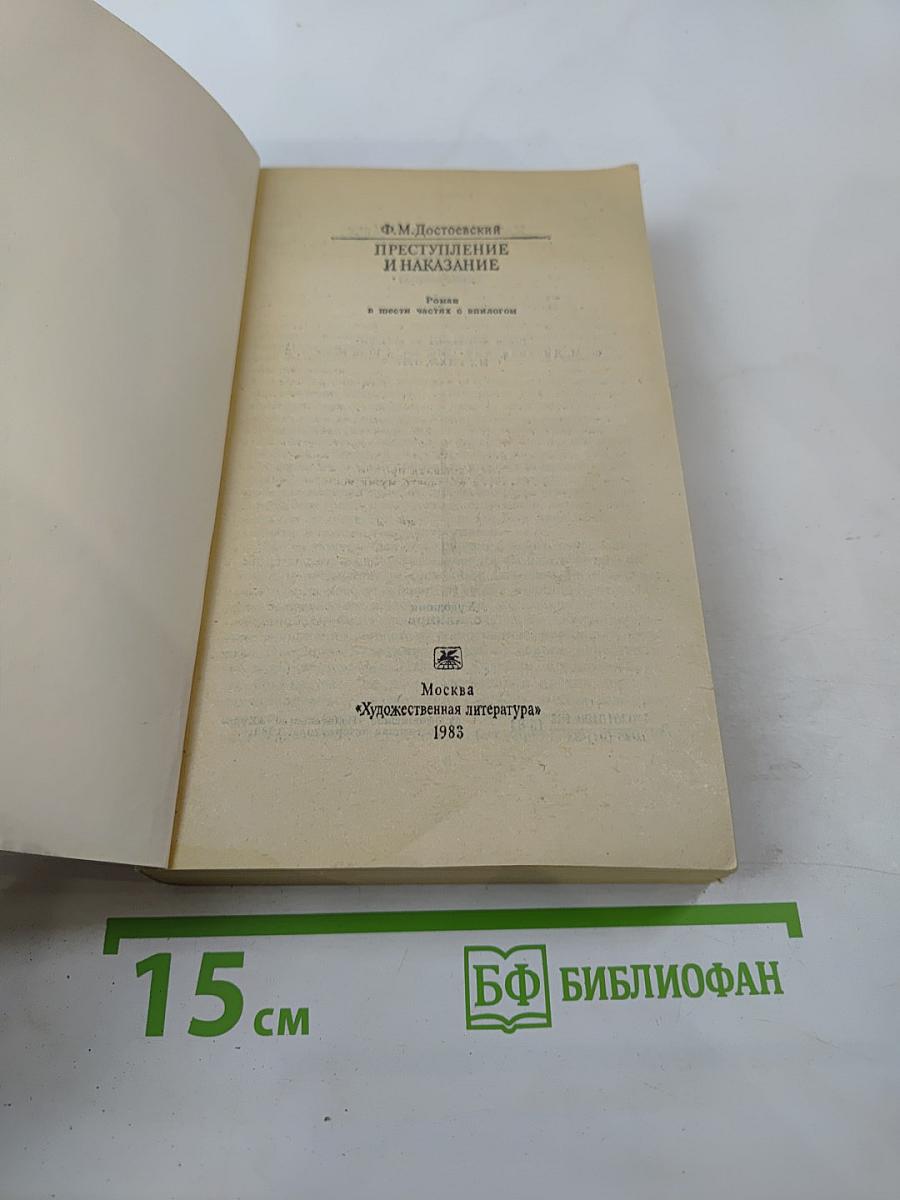 Ф. М. Достоевский
ПРЕСТУПЛЕНИЕ
И НАКАЗАНИЕ
Роман
в шести частях с эпилогом
Москва
«Художественная литература»
1983
15 см
БФ БИБЛИОФАН